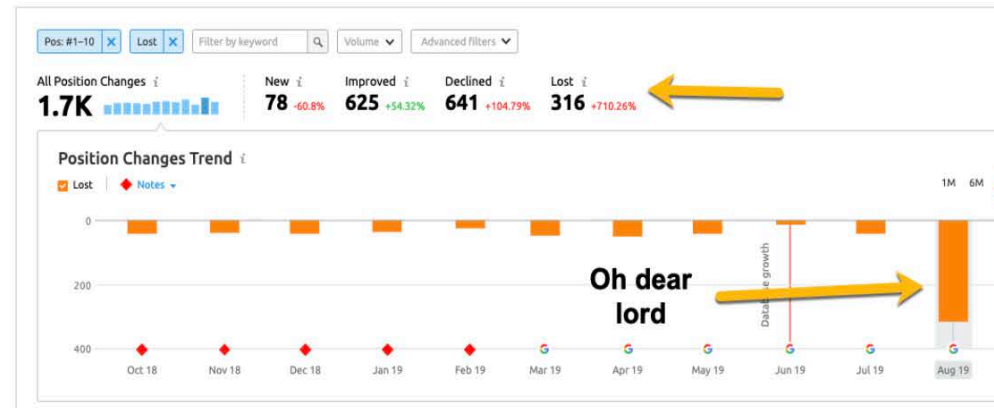 Pos: #1–10 X Lost X Filter by keyword Volume Advanced filters
All Position Changes i New i Improved i Declined i Lost i
1.7K 78 -60.8% 625 +54.32% 641 +104.79% 316 +710.26%
Position Changes Trend i
Lost Notes 1M 6M
0
200
400
Database growth
Oh dear
lord
Oct 18 Nov 18 Dec 18 Jan 19 Feb 19 Mar 19 Apr 19 May 19 Jun 19 Jul 19 Aug 19